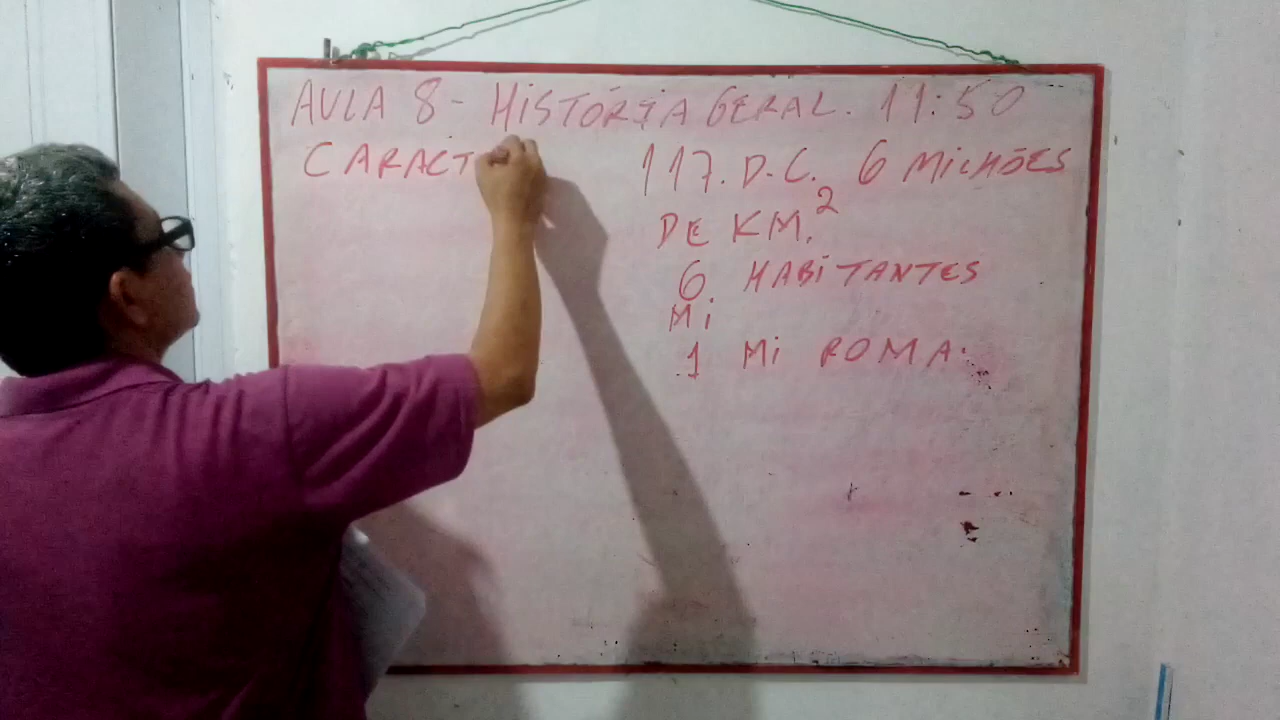 AULA 8 - HISTÓRIA GERAL. 11:50
CARACT
117. D.C. 6 MILHÕES
DE KM.²
6 HABITANTES
Mi
1 Mi ROMA.